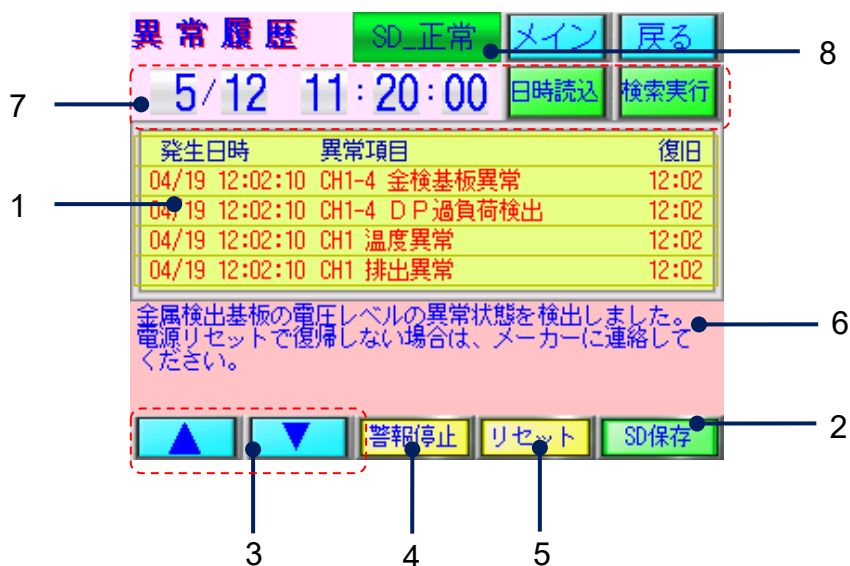 異常履歴 SD_正常 メイン 戻る
8
7
5/12 11:20:00 日時読込 検索実行
発生日時 異常項目 復旧
04/19 12:02:10 CH1-4 金検基板異常 12:02
1
04/19 12:02:10 CH1-4 ＤＰ過負荷検出 12:02
04/19 12:02:10 CH1 温度異常 12:02
04/19 12:02:10 CH1 排出異常 12:02
金属検出基板の電圧レベルの異常状態を検出しました。
6
電源リセットで復帰しない場合は、メーカーに連絡して
ください。
▲ ▼ 警報停止 リセット SD保存
2
3 4 5